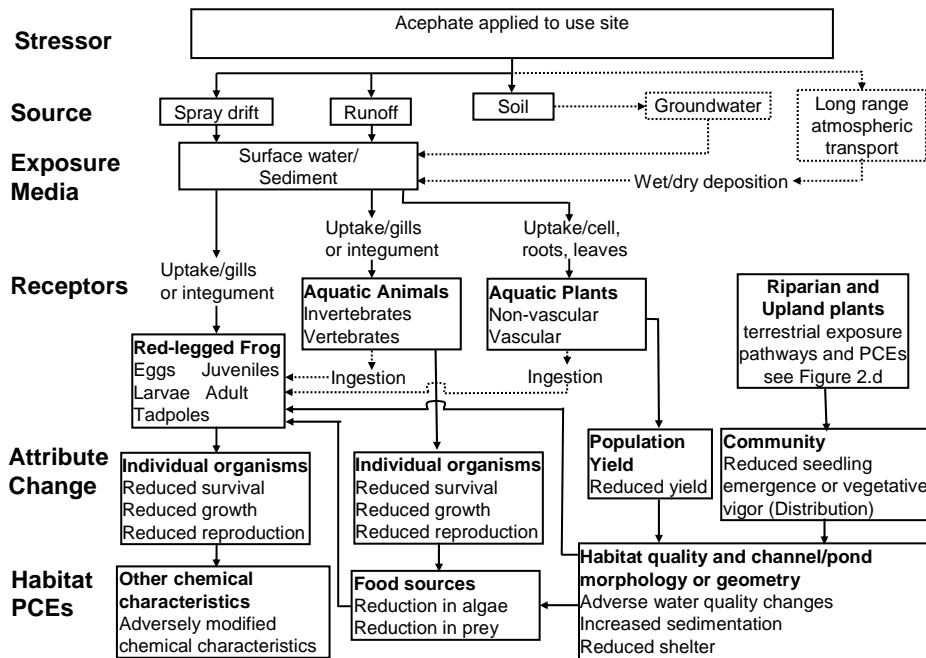 Stressor
Acephate applied to use site
Source
Spray drift
Runoff
Soil
Groundwater
Long range
atmospheric
transport
Exposure
Media
Surface water/
Sediment
Wet/dry deposition
Uptake/gills
or integument
Uptake/cell,
roots, leaves
Receptors
Uptake/gills
or integument
Aquatic Animals
Invertebrates
Vertebrates
Aquatic Plants
Non-vascular
Vascular
Riparian and
Upland plants
terrestrial exposure
pathways and PCEs
see Figure 2.d
Red-legged Frog
Eggs Juveniles
Larvae Adult
Tadpoles
Ingestion
Ingestion
Attribute
Change
Individual organisms
Reduced survival
Reduced growth
Reduced reproduction
Individual organisms
Reduced survival
Reduced growth
Reduced reproduction
Population
Yield
Reduced yield
Community
Reduced seedling
emergence or vegetative
vigor (Distribution)
Habitat
PCEs
Other chemical
characteristics
Adversely modified
chemical characteristics
Food sources
Reduction in algae
Reduction in prey
Habitat quality and channel/pond
morphology or geometry
Adverse water quality changes
Increased sedimentation
Reduced shelter